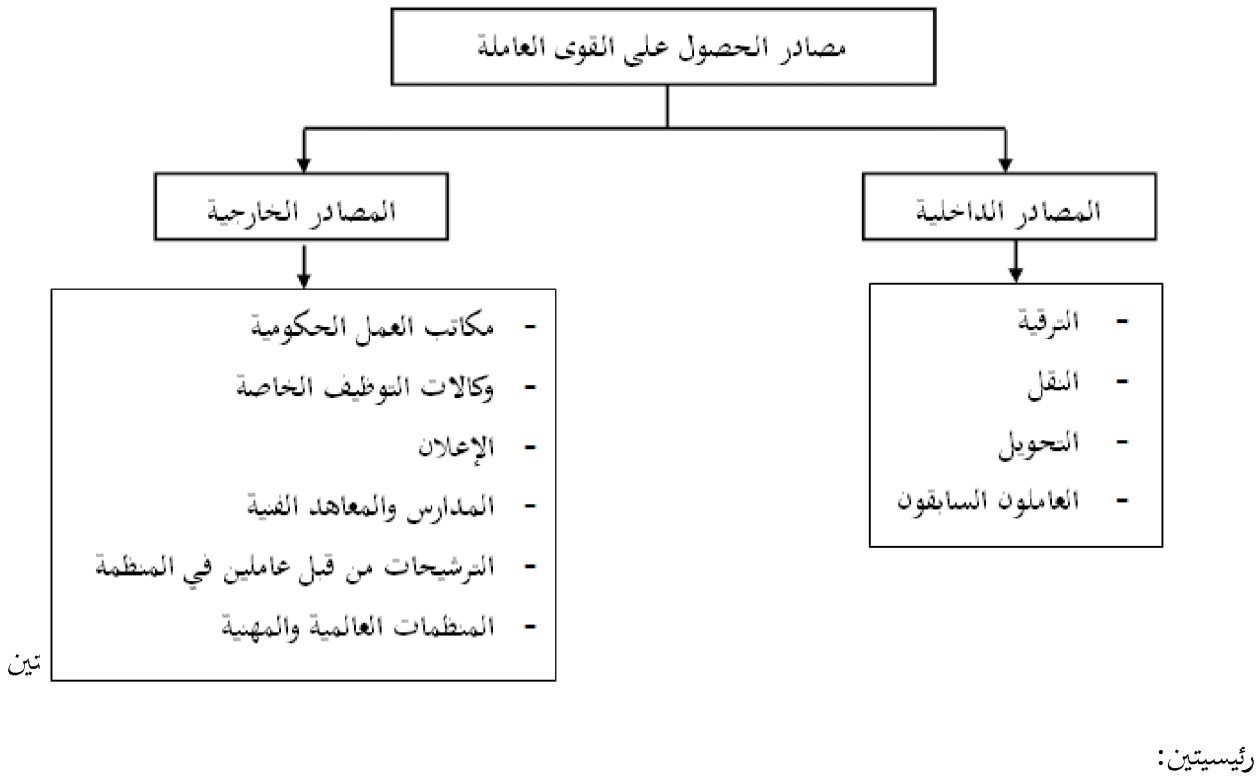 مصادر الحصول على القوى العاملة
المصادر الداخلية
- الترقية
- النقل
- التحويل
- العاملون السابقون
المصادر الخارجية
- مكاتب العمل الحكومية
- وكالات التوظيف الخاصة
- الإعلان
- المدارس والمعاهد الفنية
- الترشيحات من قبل عاملين في المنظمة
- المنظمات العالمية والمهنية
تين
رئيسيتين: